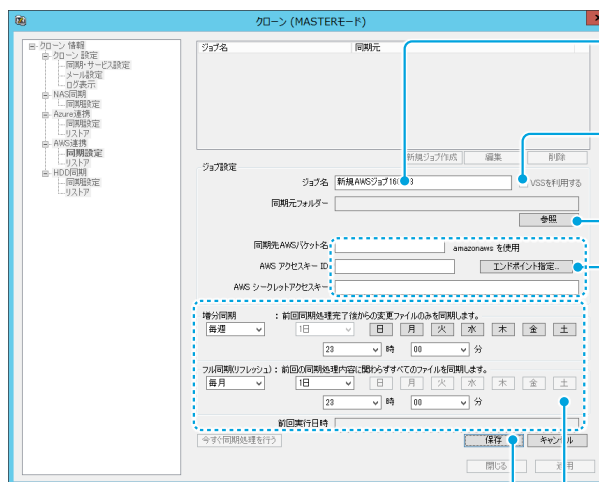 クローン (MASTERモード)
クローン 情報
クローン 設定
同期・サービス設定
メール設定
ログ表示
NAS同期
同期設定
Azure連携
同期設定
リストア
AWS連携
同期設定
リストア
HDD同期
同期設定
リストア
ジョブ名 同期元
新規ジョブ作成 編集 削除
ジョブ設定
ジョブ名 新規AWSジョブ16 3 VSSを利用する
同期元フォルダー
参照
同期先AWSバケット名 amazonaws を使用
AWS アクセスキー ID エンドポイント指定...
AWS シークレットアクセスキー
増分同期 : 前回同期処理完了後からの変更ファイルのみを同期します。
毎週 1日 日 月 火 水 木 金 土
23 時 00 分
フル同期(リフレッシュ) : 前回の同期処理内容に関わらずすべてのファイルを同期します。
毎月 1日 日 月 火 水 木 金 土
23 時 00 分
前回実行日時
今すぐ同期処理を行う 保存 キャンセル
閉じる 適用